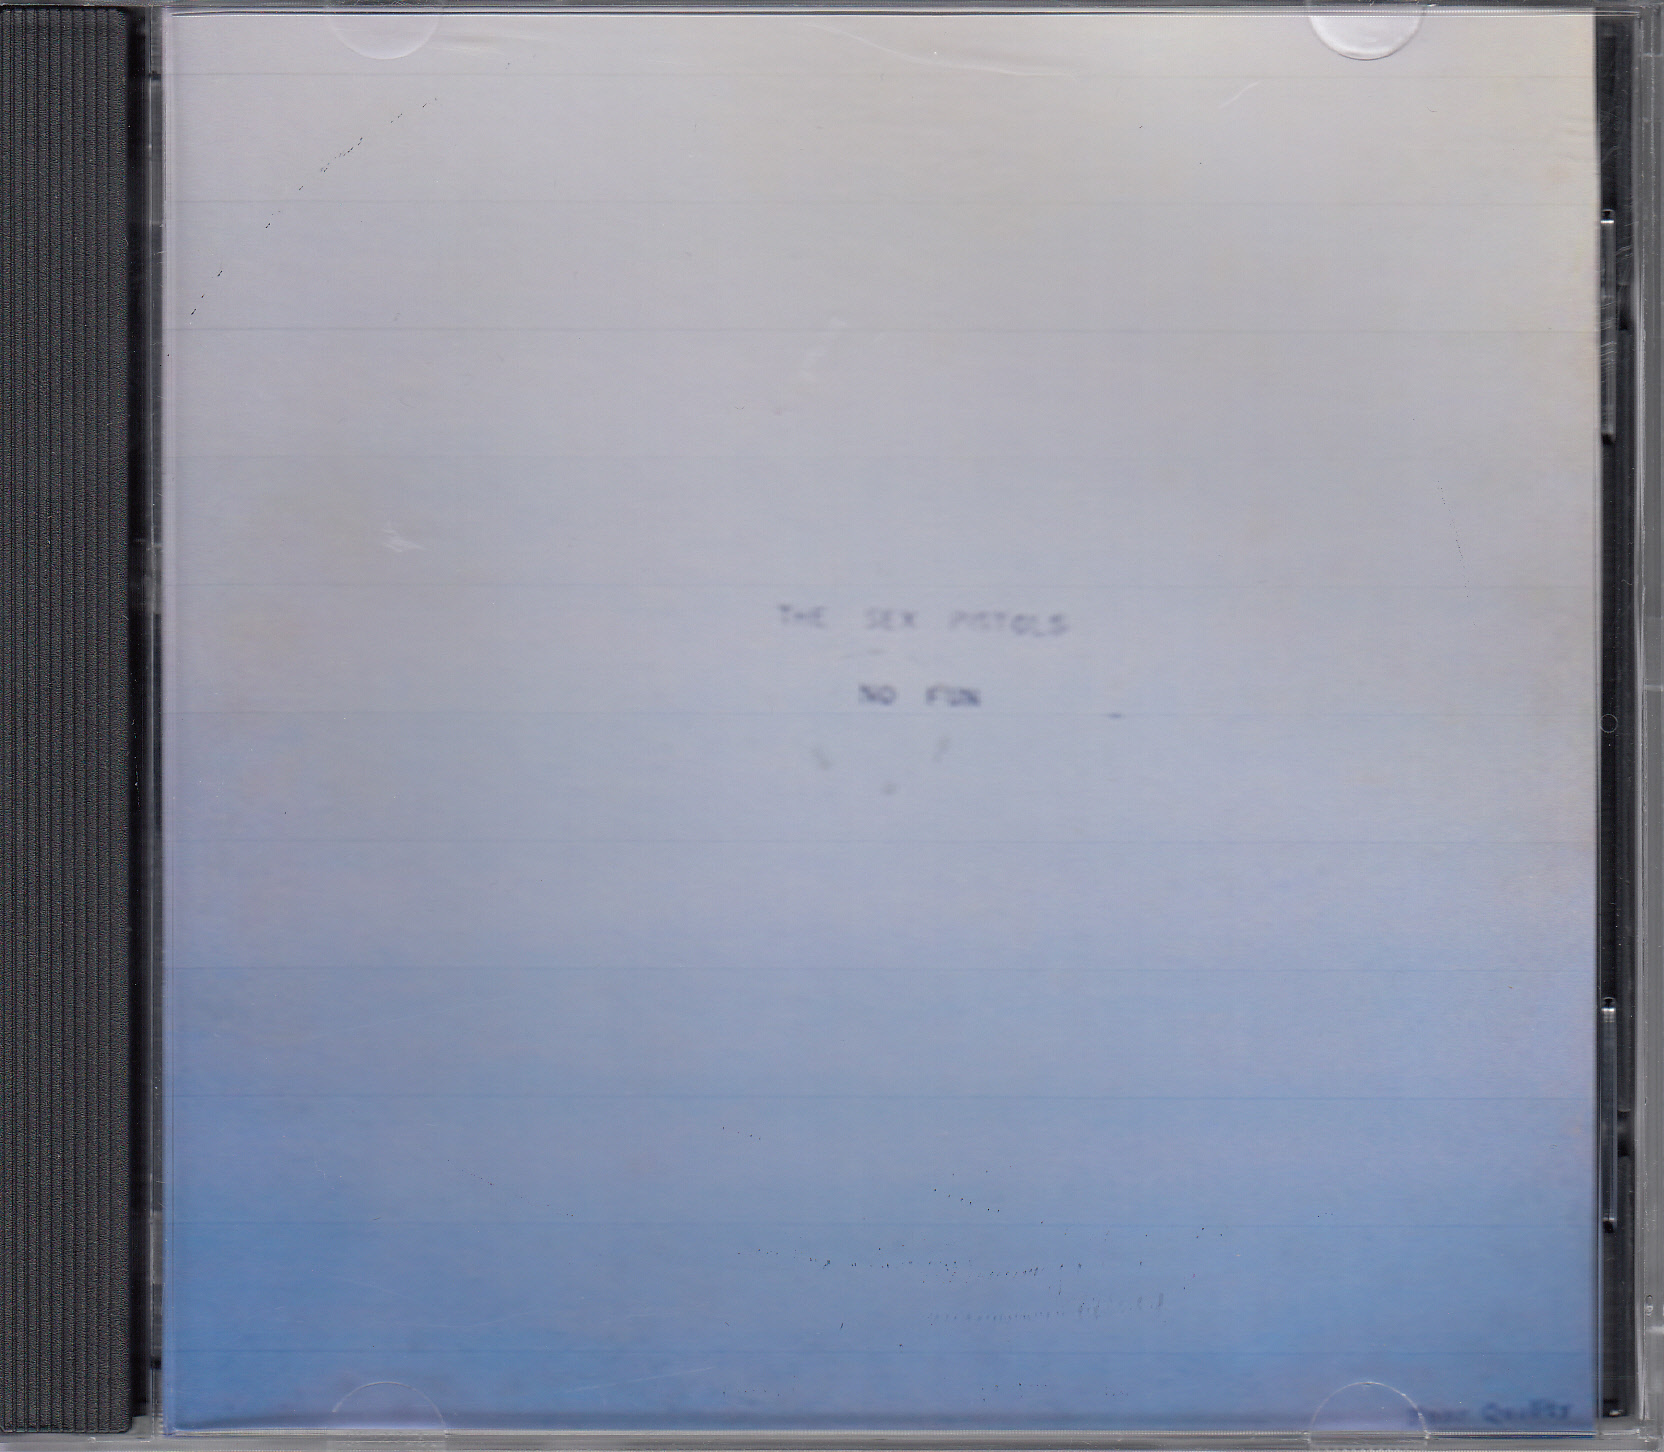 THE SEX PISTOLS
NO FUN